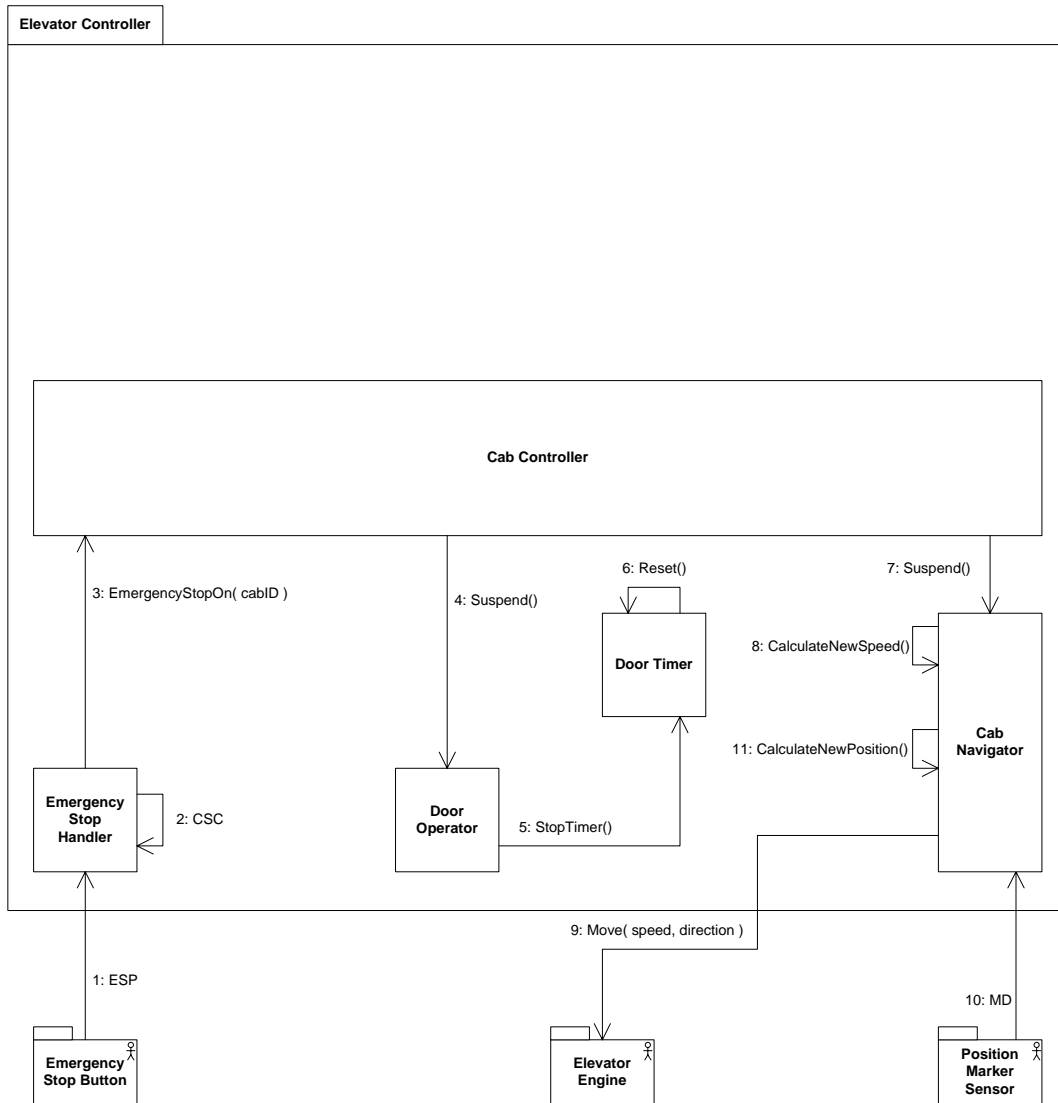 Elevator Controller
Cab Controller
6: Reset()
7: Suspend()
3: EmergencyStopOn( cabID )
4: Suspend()
8: CalculateNewSpeed()
Door Timer
Cab
Navigator
11: CalculateNewPosition()
Emergency
Stop
Handler
2: CSC
Door
Operator
5: StopTimer()
9: Move( speed, direction )
1: ESP
10: MD
Emergency
Stop Button
Elevator
Engine
Position
Marker
Sensor